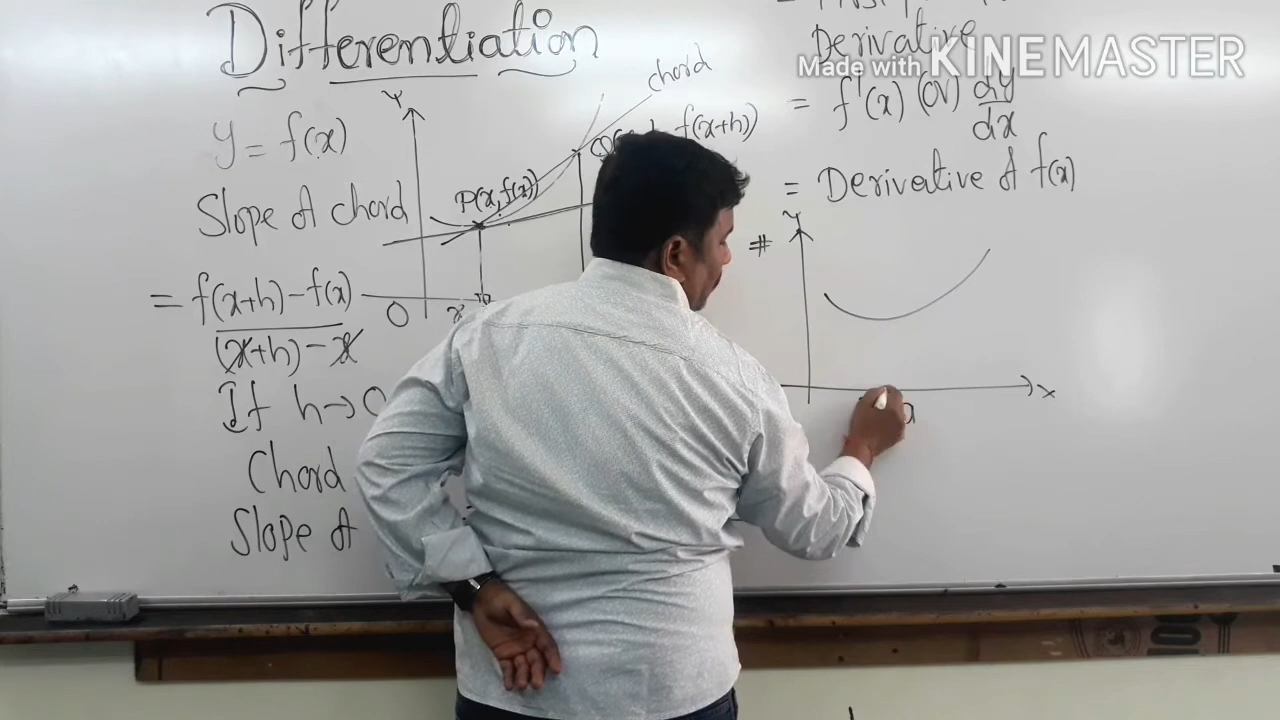 Differentiation
y = f(x)
Slope of chord
= f(x+h) - f(x)
(x+h) - x
If h → 0
Chord
Slope of
Y
chord
f(x+h))
P(x, f(x))
O
x
Derivative
Made with KINEMASTER
= f'(x) (or) dy
dx
= Derivative of f(x)
#
Y
X
a